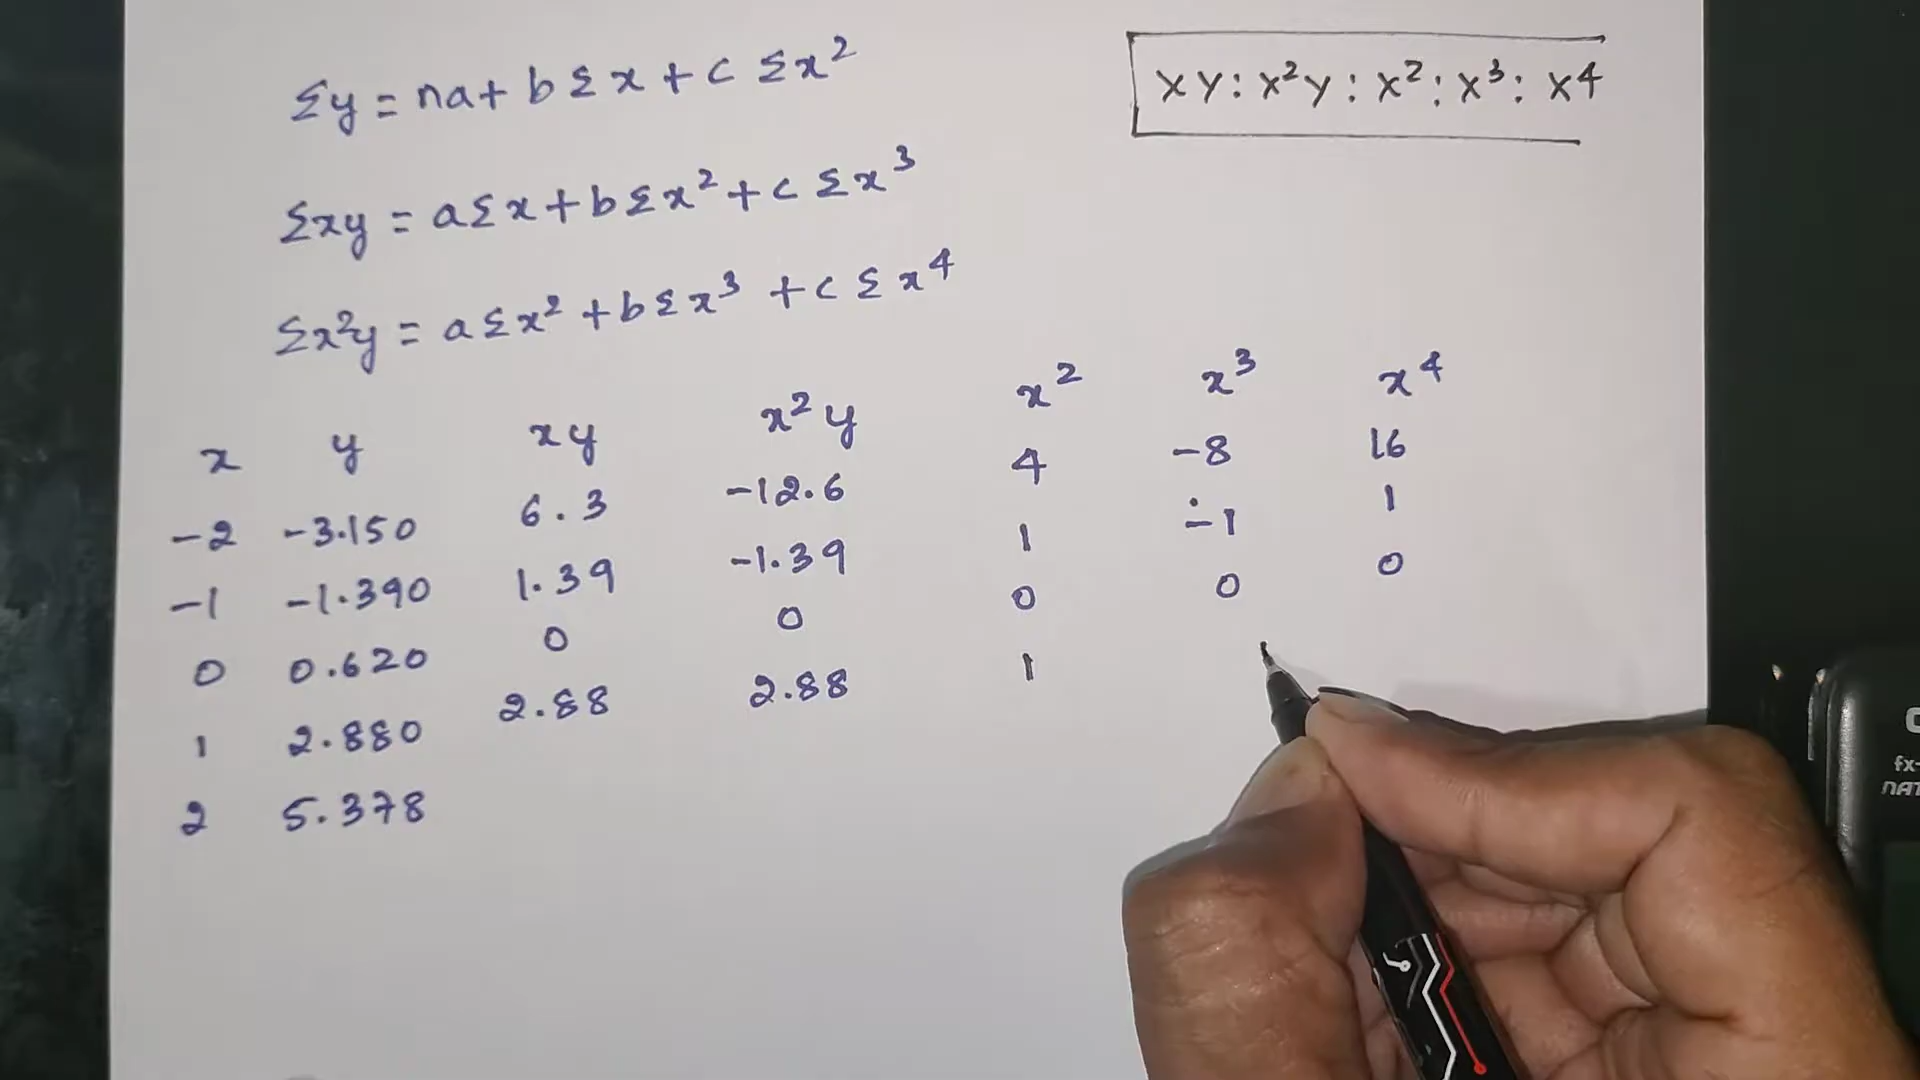 Σy = na + bΣx + cΣx²
xy : x²y : x² : x³ : x⁴
Σxy = aΣx + bΣx² + cΣx³
Σx²y = aΣx² + bΣx³ + cΣx⁴
x y xy x²y x² x³ x⁴
-2 -3.150 6.3 -12.6 4 -8 16
-1 -1.390 1.39 -1.39 1 -1 1
0 0.620 0 0 0 0 0
1 2.880 2.88 2.88 1
2 5.378
fx-